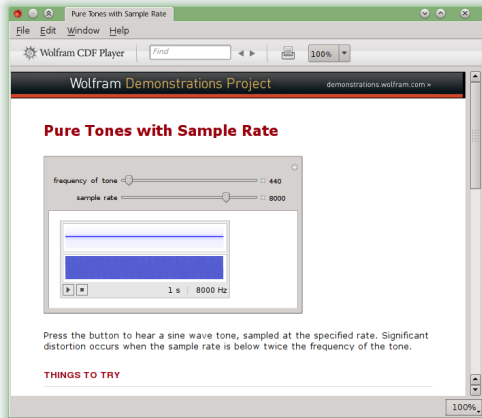 Pure Tones with Sample Rate
File Edit Window Help
Wolfram CDF Player Find 100%
Wolfram Demonstrations Project demonstrations.wolfram.com »
Pure Tones with Sample Rate
frequency of tone 440
sample rate 8000
1 s 8000 Hz
Press the button to hear a sine wave tone, sampled at the specified rate. Significant
distortion occurs when the sample rate is below twice the frequency of the tone.
THINGS TO TRY
100%